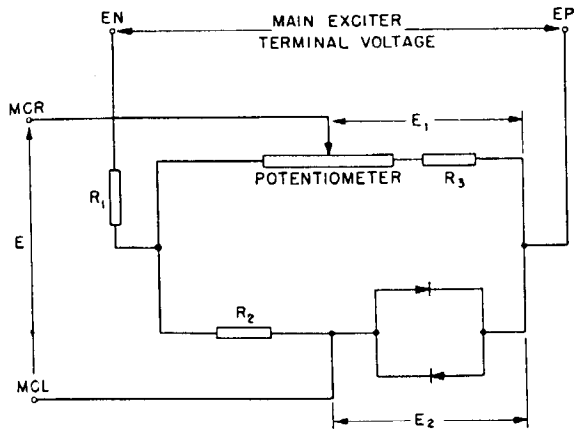 EN
MAIN EXCITER
TERMINAL VOLTAGE
EP
MCR
E₁
POTENTIOMETER
R₃
R₁
E
R₂
MCL
E₂